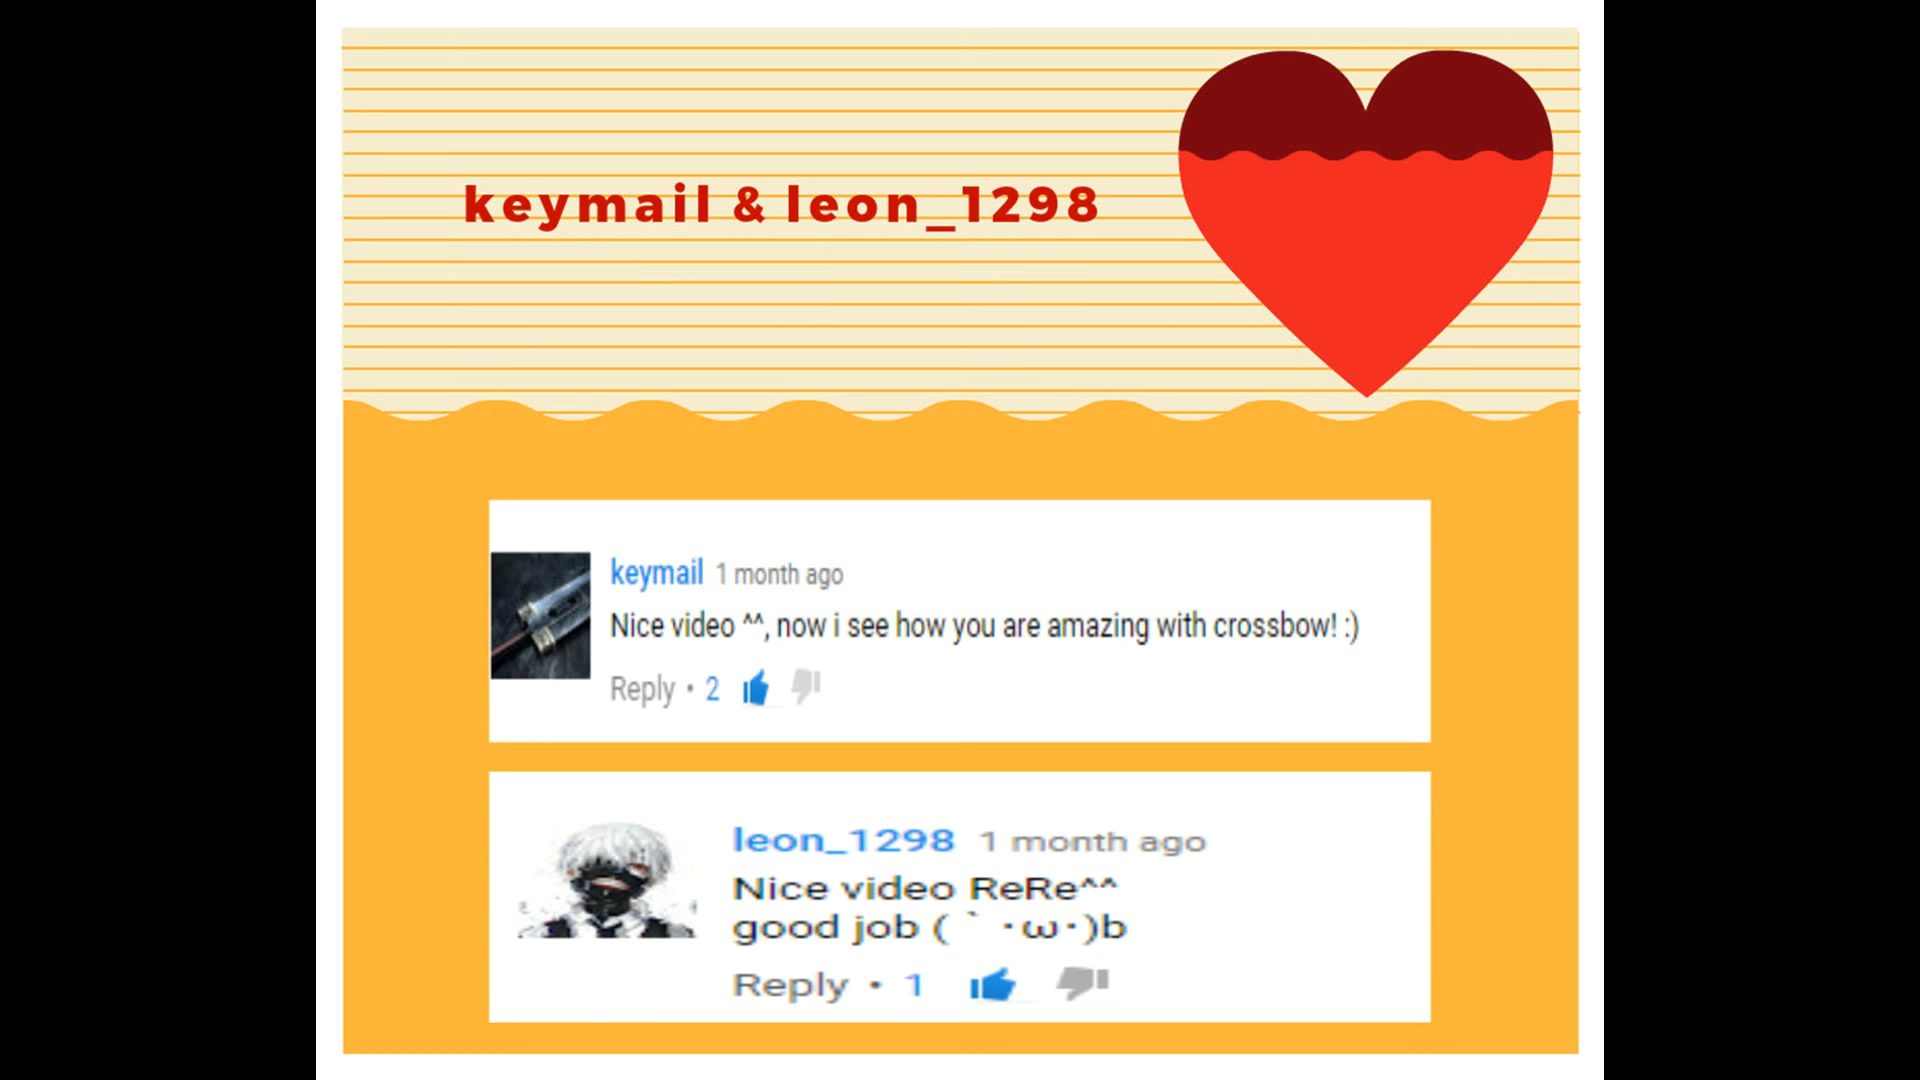 keymail & leon_1298
keymail 1 month ago
Nice video ^^, now i see how you are amazing with crossbow! :)
Reply • 2
leon_1298 1 month ago
Nice video ReRe^^
good job ( ` ･ω･)b
Reply • 1